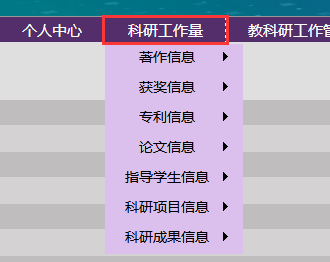 个人中心 科研工作量 教科研工作管
著作信息
获奖信息
专利信息
论文信息
指导学生信息
科研项目信息
科研成果信息